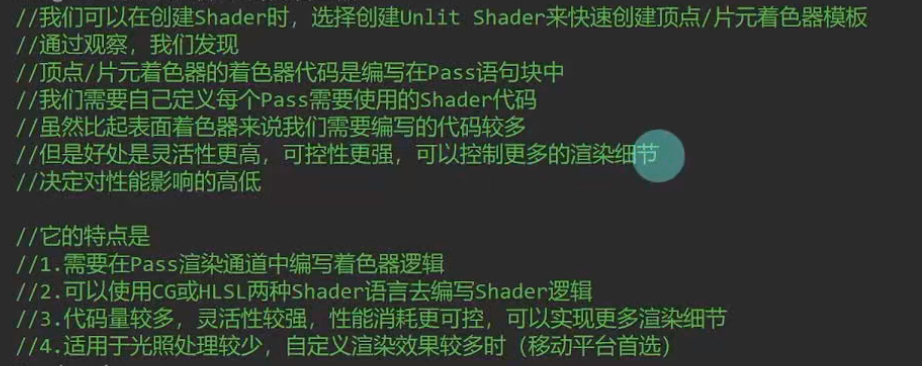 //我们可以在创建Shader时，选择创建Unlit Shader来快速创建顶点/片元着色器模板
//通过观察，我们发现
//顶点/片元着色器的着色器代码是编写在Pass语句块中
//我们需要自己定义每个Pass需要使用的Shader代码
//虽然比起表面着色器来说我们需要编写的代码较多
//但是好处是灵活性更高，可控性更强，可以控制更多的渲染细节
//决定对性能影响的高低
//它的特点是
//1.需要在Pass渲染通道中编写着色器逻辑
//2.可以使用CG或HLSL两种Shader语言去编写Shader逻辑
//3.代码量较多，灵活性较强，性能消耗更可控，可以实现更多渲染细节
//4.适用于光照处理较少，自定义渲染效果较多时（移动平台首选）